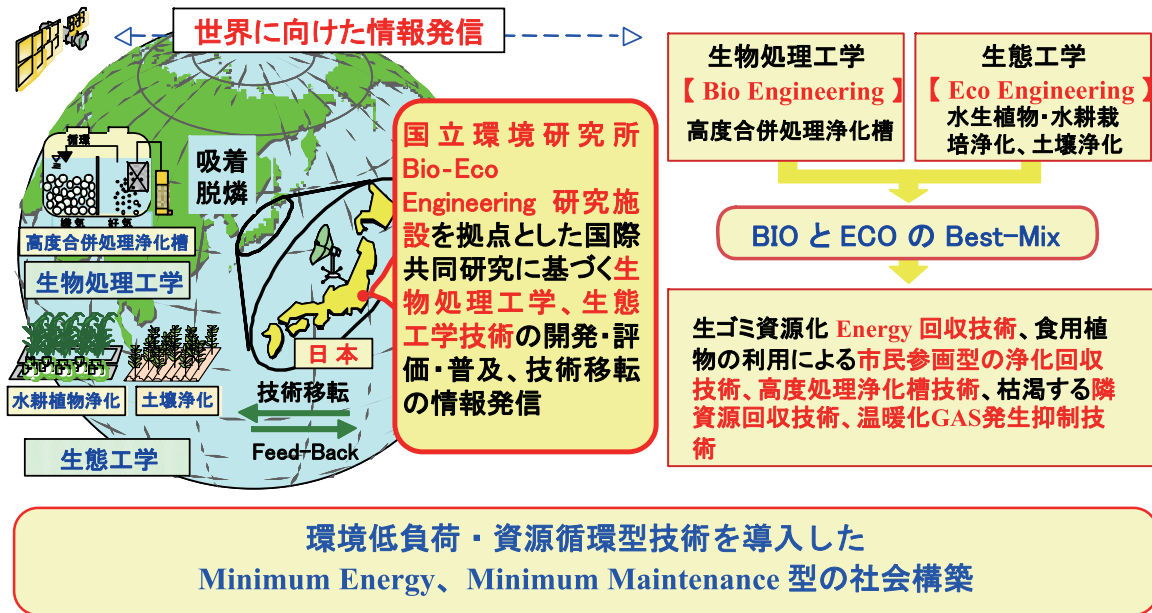 世界に向けた情報発信
循環
嫌気 好気
高度合併処理浄化槽
生物処理工学
吸着
脱燐
水耕植物浄化
土壌浄化
生態工学
日本
技術移転
Feed-Back
国立環境研究所
Bio-Eco
Engineering 研究施
設を拠点とした国際
共同研究に基づく生
物処理工学、生態
工学技術の開発・評
価・普及、技術移転
の情報発信
生物処理工学
【 Bio Engineering 】
高度合併処理浄化槽
生態工学
【 Eco Engineering 】
水生植物・水耕栽
培浄化、土壌浄化
BIO と ECO の Best-Mix
生ゴミ資源化 Energy 回収技術、食用植
物の利用による市民参画型の浄化回収
技術、高度処理浄化槽技術、枯渇する隣
資源回収技術、温暖化GAS発生抑制技
術
環境低負荷・資源循環型技術を導入した
Minimum Energy、Minimum Maintenance 型の社会構築